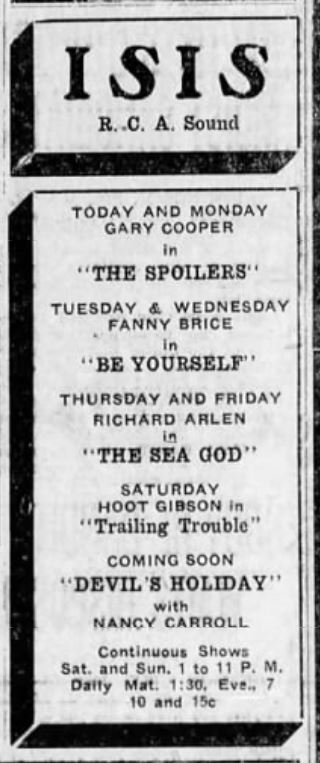 ISIS
R. C. A. Sound
TODAY AND MONDAY
GARY COOPER
in
"THE SPOILERS"
TUESDAY & WEDNESDAY
FANNY BRICE
in
"BE YOURSELF"
THURSDAY AND FRIDAY
RICHARD ARLEN
in
"THE SEA GOD"
SATURDAY
HOOT GIBSON in
"Trailing Trouble"
COMING SOON
"DEVIL'S HOLIDAY"
with
NANCY CARROLL
Continuous Shows
Sat. and Sun. 1 to 11 P. M.
Daily Mat. 1:30, Eve., 7
10 and 15c